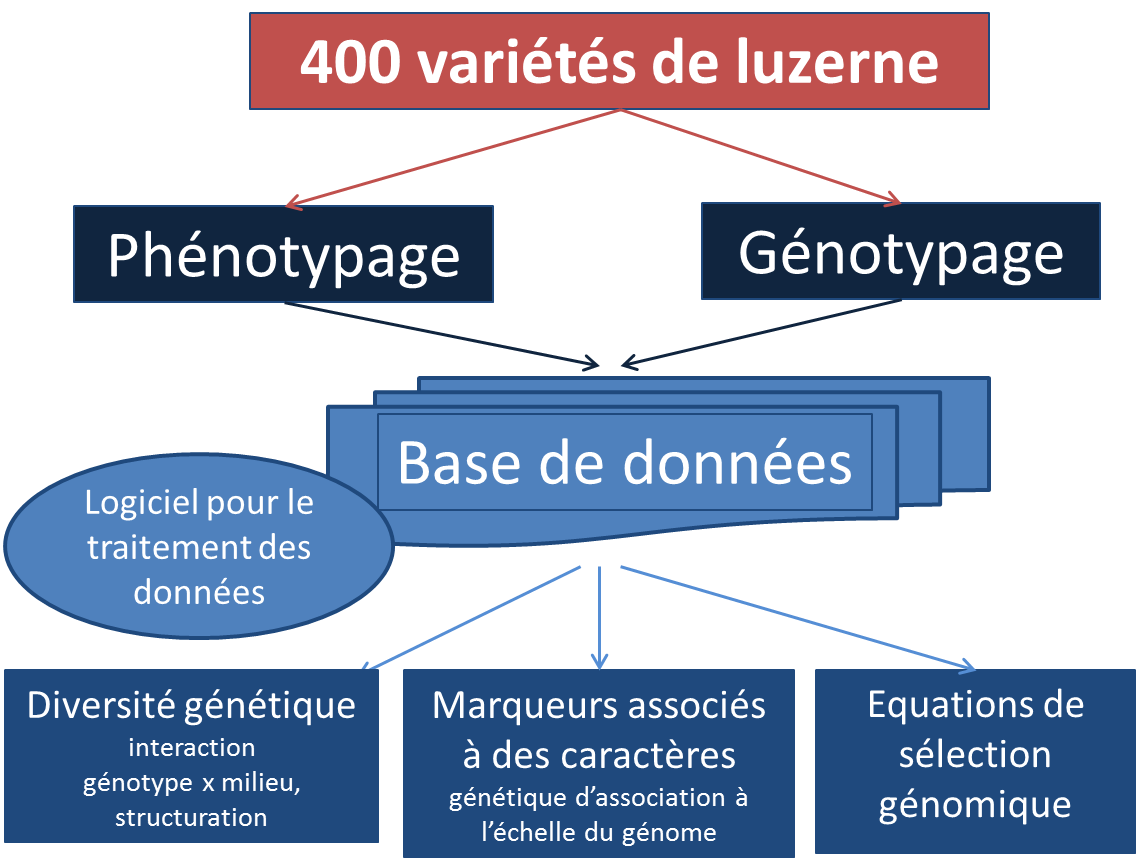 400 variétés de luzerne
Phénotypage
Génotypage
Base de données
Logiciel pour le
traitement des
données
Diversité génétique
interaction
génotype x milieu,
structuration
Marqueurs associés
à des caractères
génétique d’association à
l’échelle du génome
Equations de
sélection
génomique